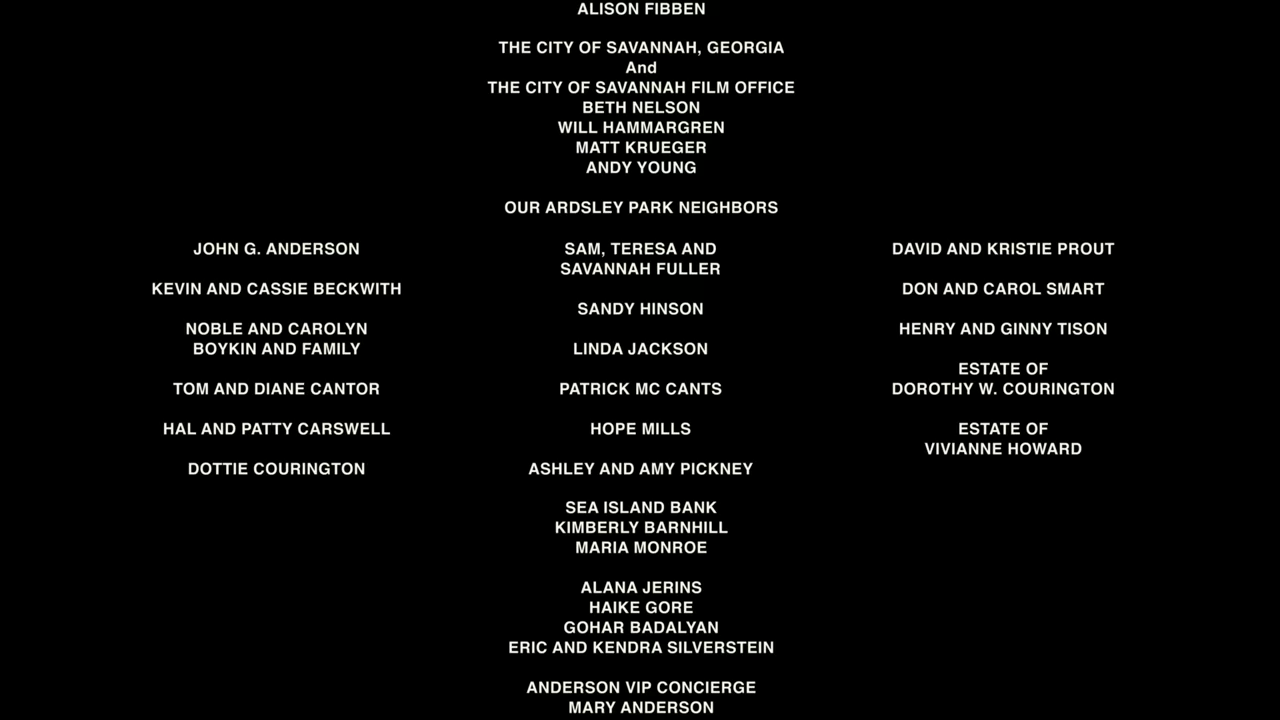 ALISON FIBBEN
THE CITY OF SAVANNAH, GEORGIA
And
THE CITY OF SAVANNAH FILM OFFICE
BETH NELSON
WILL HAMMARGREN
MATT KRUEGER
ANDY YOUNG
OUR ARDSLEY PARK NEIGHBORS
JOHN G. ANDERSON
KEVIN AND CASSIE BECKWITH
NOBLE AND CAROLYN
BOYKIN AND FAMILY
TOM AND DIANE CANTOR
HAL AND PATTY CARSWELL
DOTTIE COURINGTON
SAM, TERESA AND
SAVANNAH FULLER
SANDY HINSON
LINDA JACKSON
PATRICK MC CANTS
HOPE MILLS
ASHLEY AND AMY PICKNEY
DAVID AND KRISTIE PROUT
DON AND CAROL SMART
HENRY AND GINNY TISON
ESTATE OF
DOROTHY W. COURINGTON
ESTATE OF
VIVIANNE HOWARD
SEA ISLAND BANK
KIMBERLY BARNHILL
MARIA MONROE
ALANA JERINS
HAIKE GORE
GOHAR BADALYAN
ERIC AND KENDRA SILVERSTEIN
ANDERSON VIP CONCIERGE
MARY ANDERSON